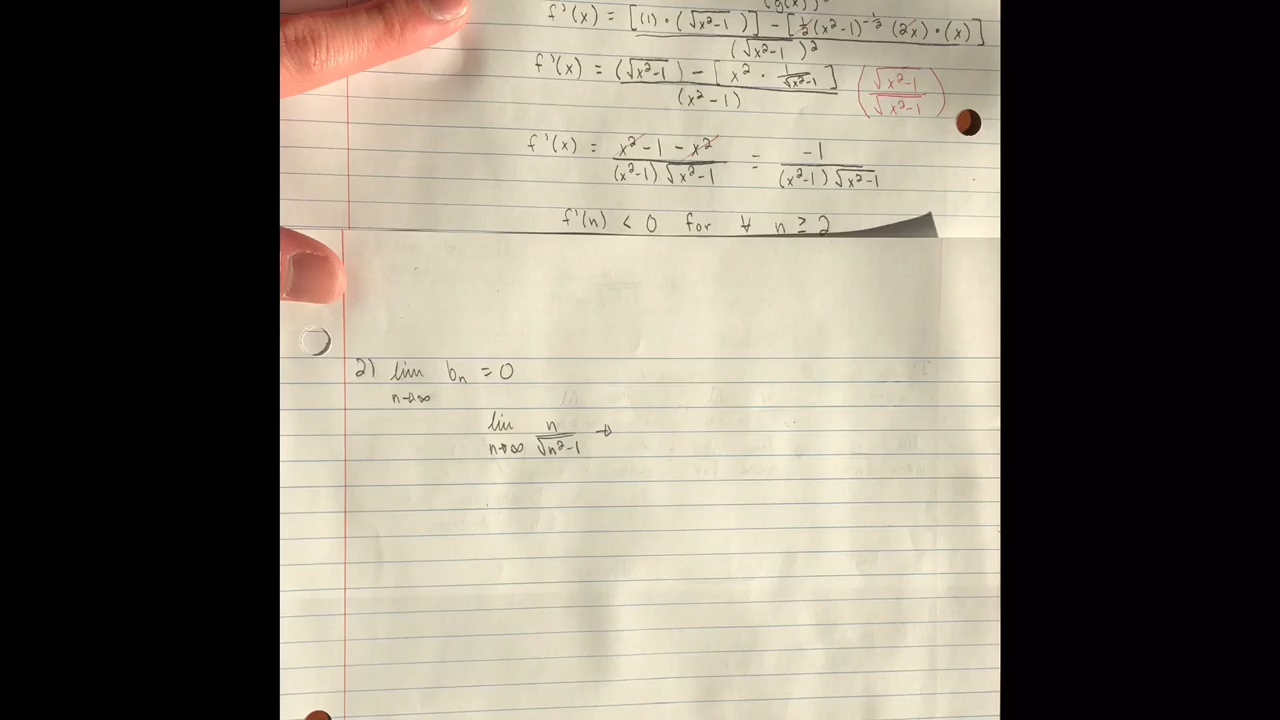 (g(x))²
f'(x) = [(1)·(√x²-1)] - [½(x²-1)^-½ (2x)·(x)] / (√x²-1)²
f'(x) = (√x²-1) - [x² · 1/√x²-1] / (x²-1) (√x²-1 / √x²-1)
f'(x) = x²-1-x² / (x²-1)√x²-1 = -1 / (x²-1)√x²-1
f'(n) < 0 for ∀ n ≥ 2
2) lim n→∞ bn = 0
lim n→∞ n / √n²-1 →